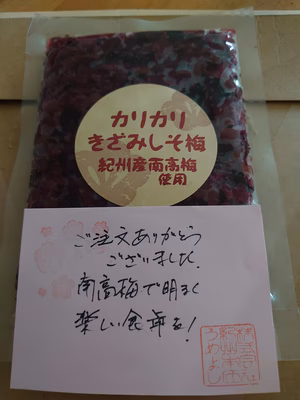 カリカリ
きざみしそ梅
紀州産南高梅
使用
ご注文ありがとう
ございました!
南高梅で明るく
楽しい食卓を!